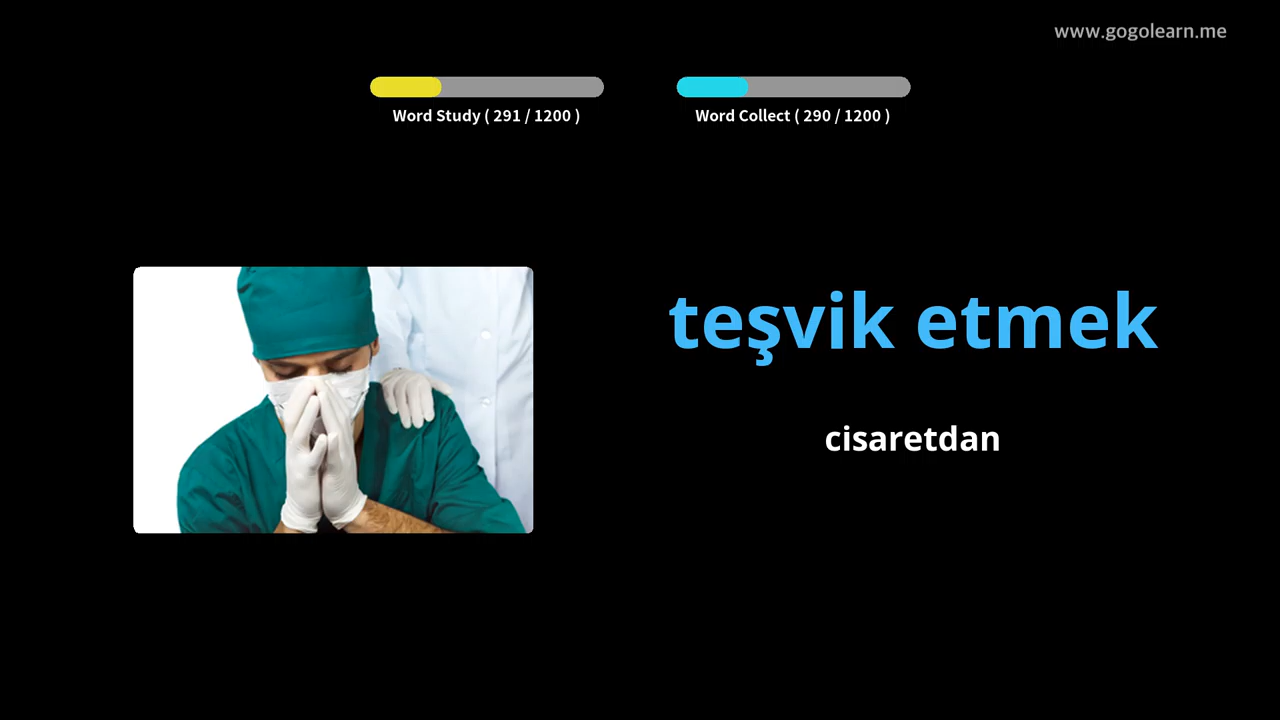 www.gogolearn.me
Word Study ( 291 / 1200 )
Word Collect ( 290 / 1200 )
teşvik etmek
cisaretdan